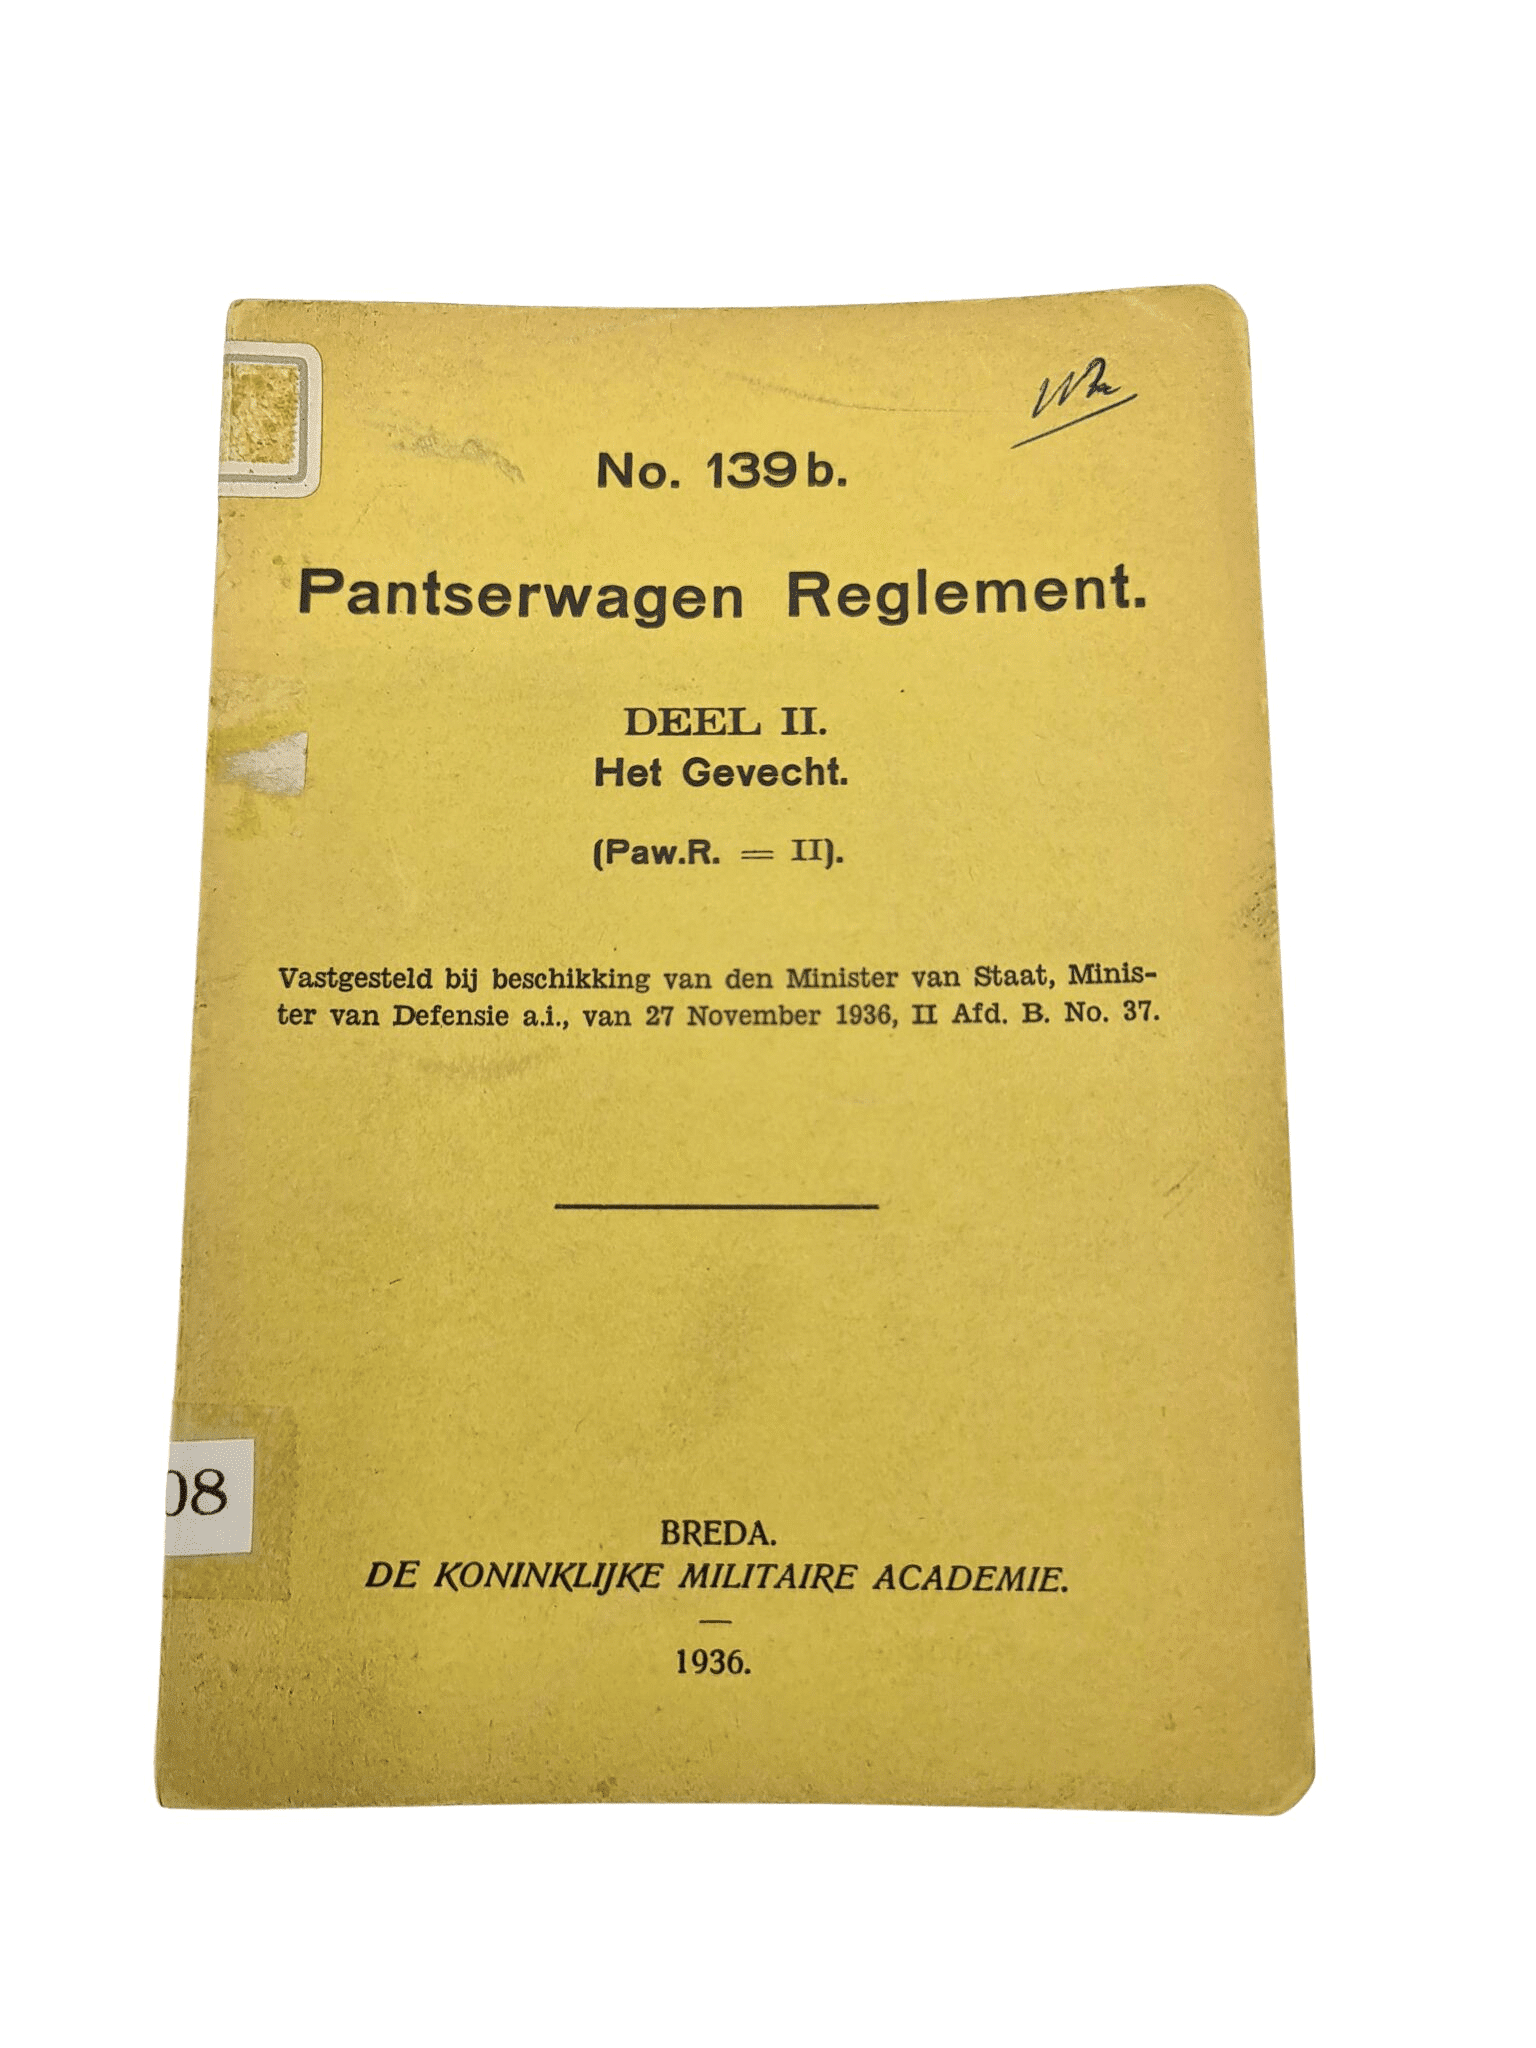 No. 139b.
Pantserwagen Reglement.
DEEL II.
Het Gevecht.
(Paw.R. = II).
Vastgesteld bij beschikking van den Minister van Staat, Minis-
ter van Defensie a.i., van 27 November 1936, II Afd. B. No. 37.
08
BREDA.
DE KONINKLIJKE MILITAIRE ACADEMIE.
1936.